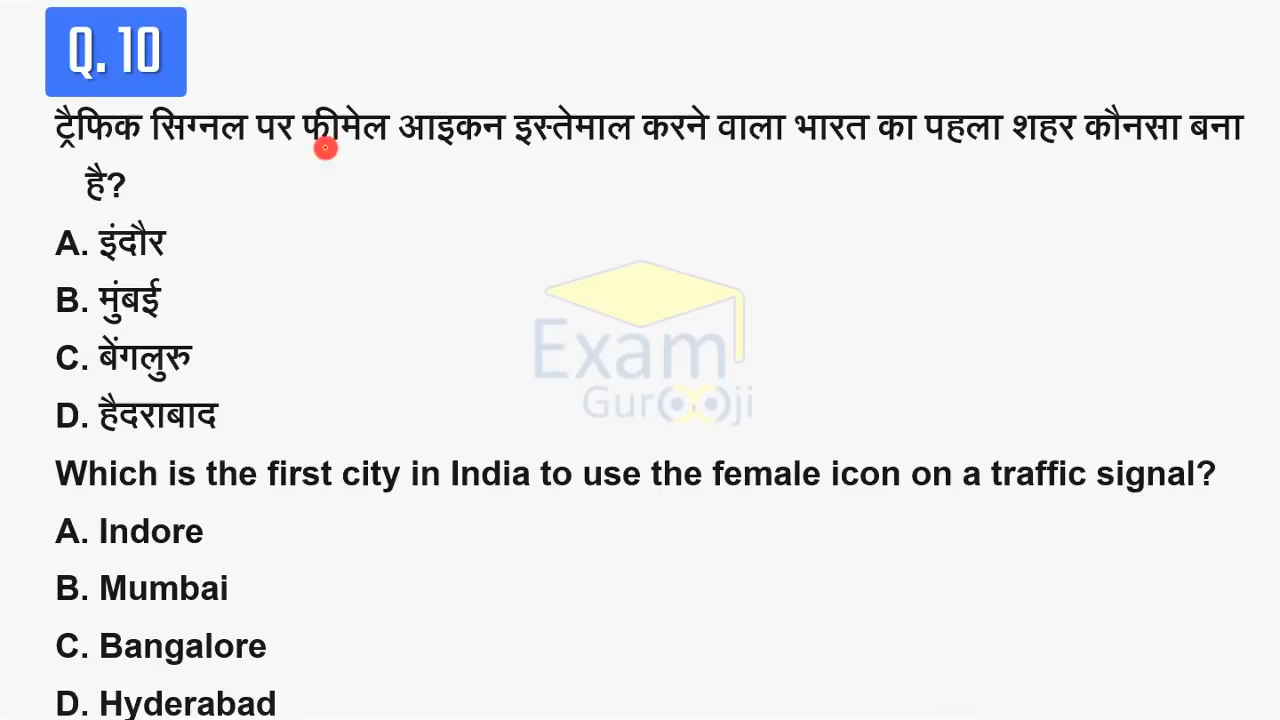 Q. 10
ट्रैफिक सिग्नल पर फीमेल आइकन इस्तेमाल करने वाला भारत का पहला शहर कौनसा बना
है?
A. इंदौर
B. मुंबई
C. बेंगलुरु
D. हैदराबाद
Exam
Gurooji
Which is the first city in India to use the female icon on a traffic signal?
A. Indore
B. Mumbai
C. Bangalore
D. Hyderabad